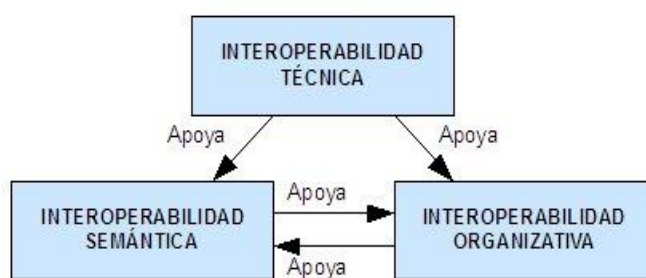 INTEROPERABILIDAD
TÉCNICA
Apoya
Apoya
INTEROPERABILIDAD
SEMÁNTICA
Apoya
Apoya
INTEROPERABILIDAD
ORGANIZATIVA